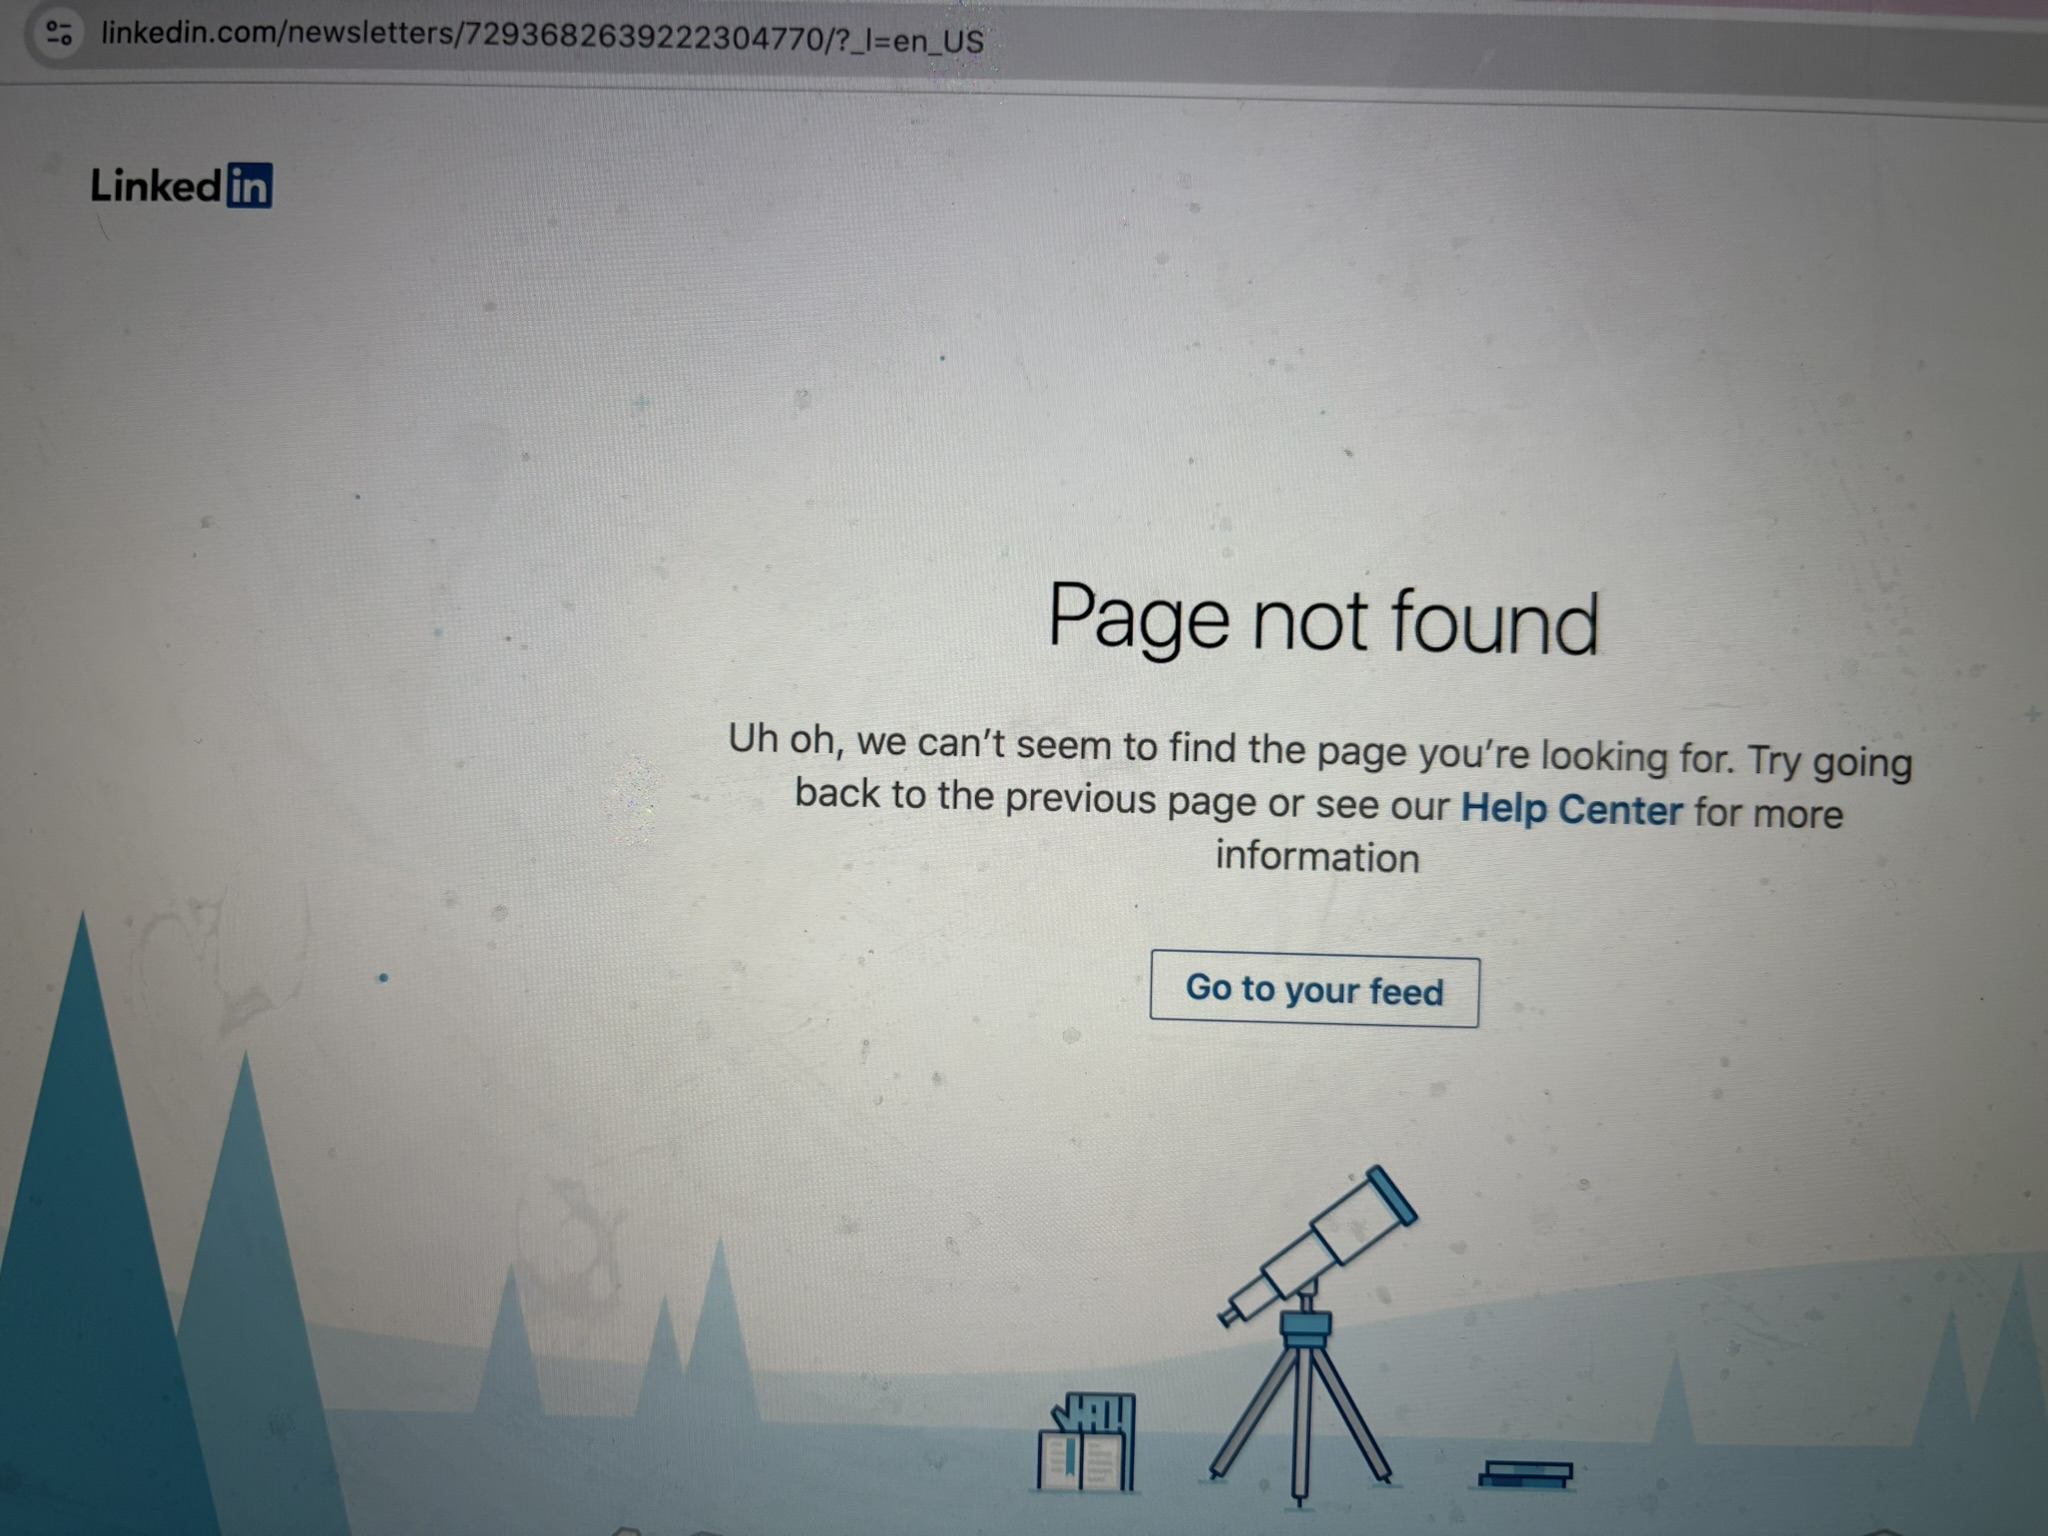 linkedin.com/newsletters/7293682639222304770/?_l=en_US
Linked in
Page not found
Uh oh, we can't seem to find the page you're looking for. Try going
back to the previous page or see our Help Center for more
information
Go to your feed